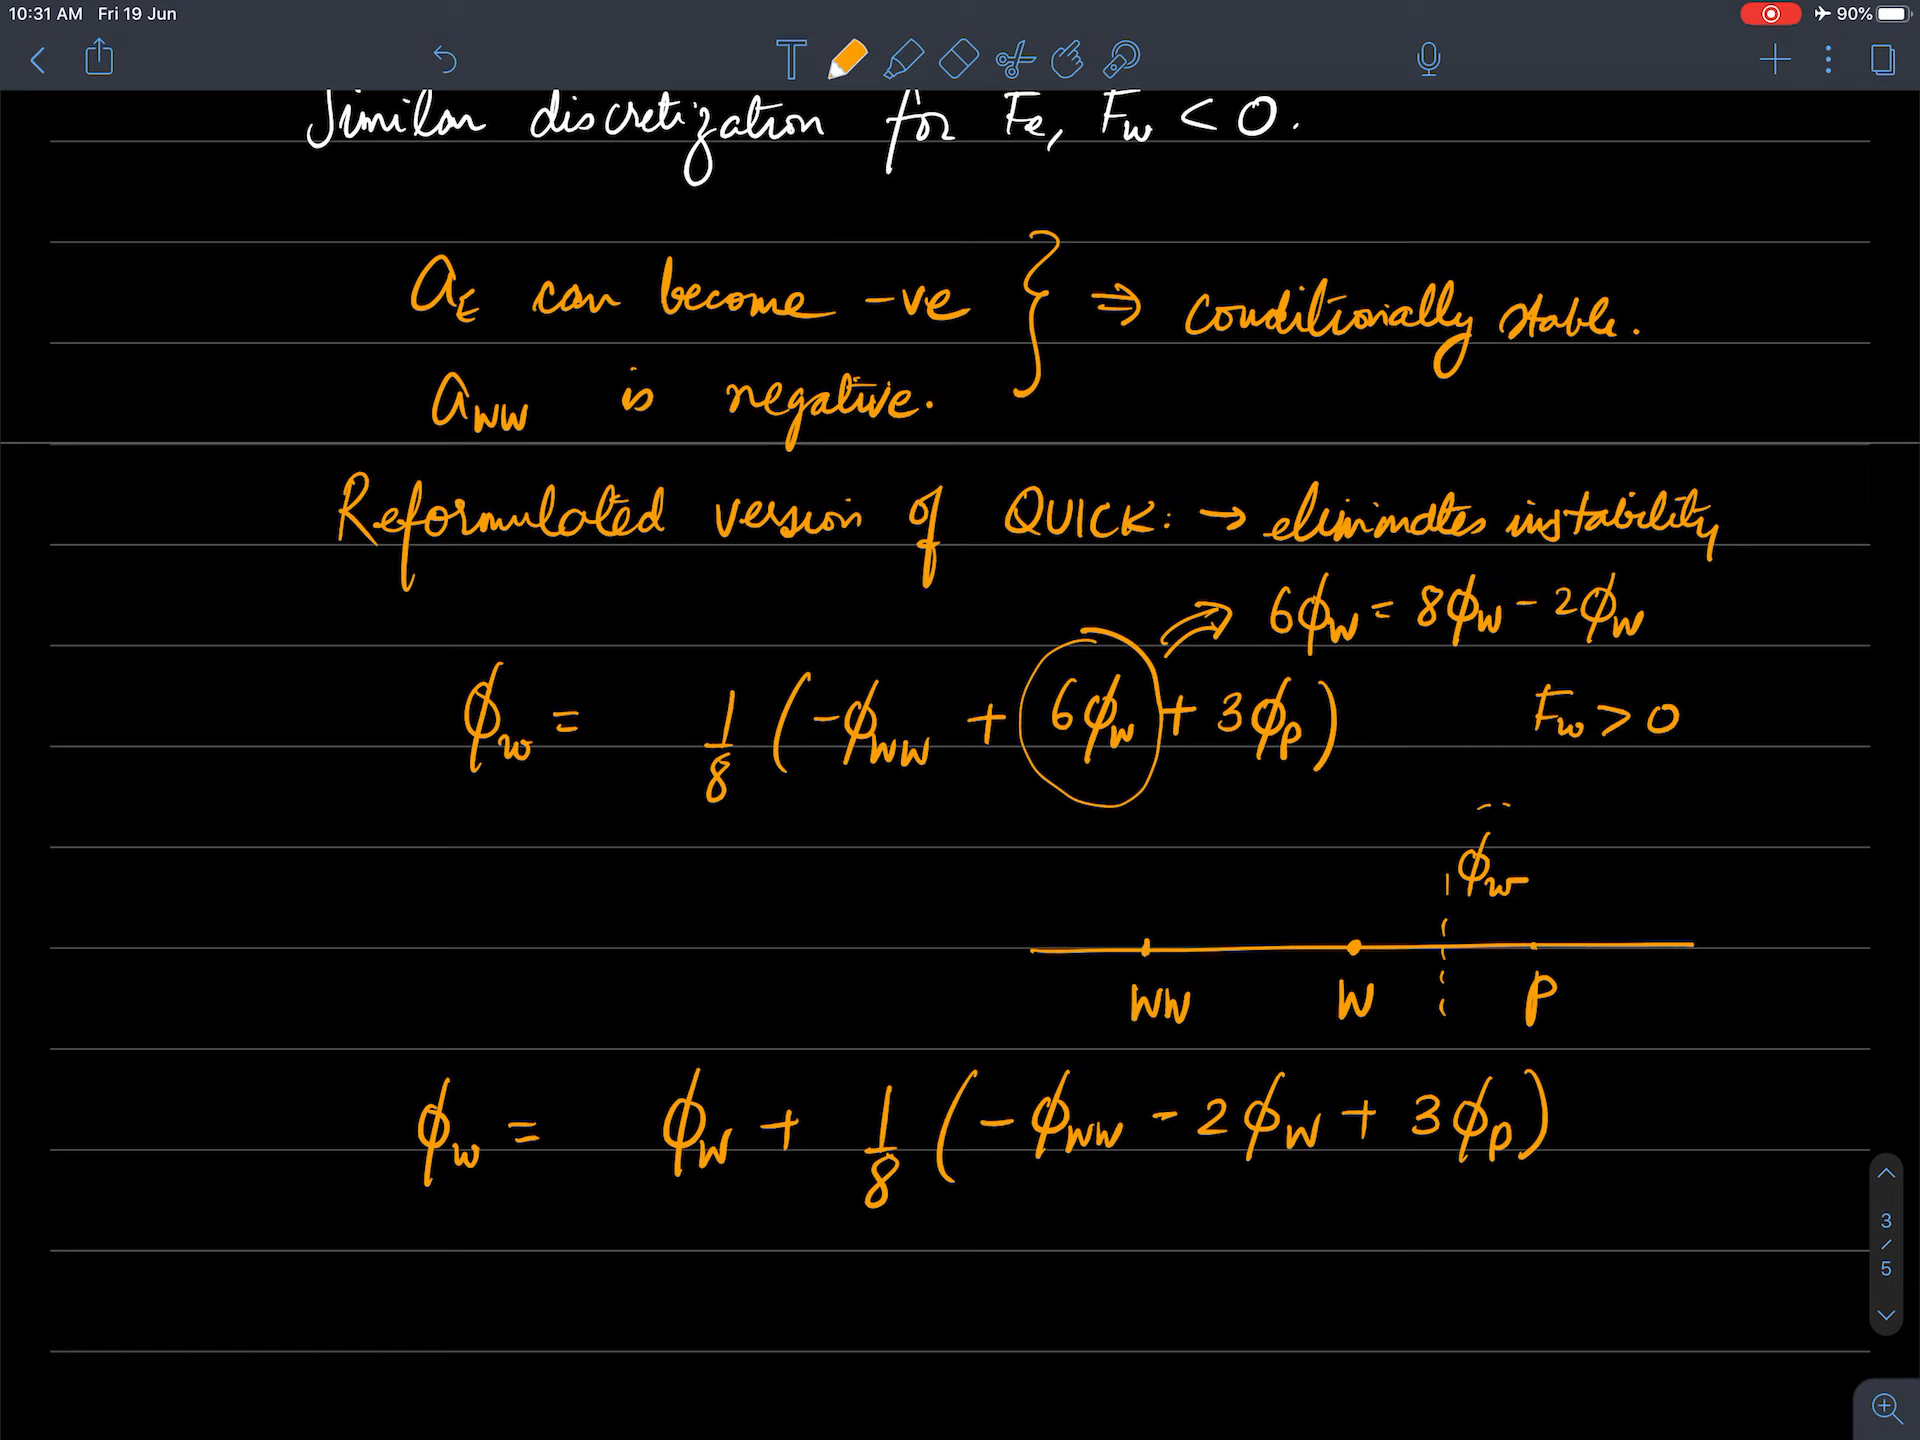 10:31 AM Fri 19 Jun
90%
T
Similar discretization for Fe, Fw < 0.
aE can become -ve } ⇒ conditionally stable.
aWW is negative.
Reformulated version of QUICK: → eliminates instability
6ϕW = 8ϕW - 2ϕW
ϕw = 1/8 (-ϕWW + 6ϕW + 3ϕP) Fw > 0
ϕw
WW W P
ϕw = ϕW + 1/8 (-ϕWW - 2ϕW + 3ϕP)
3
/
5